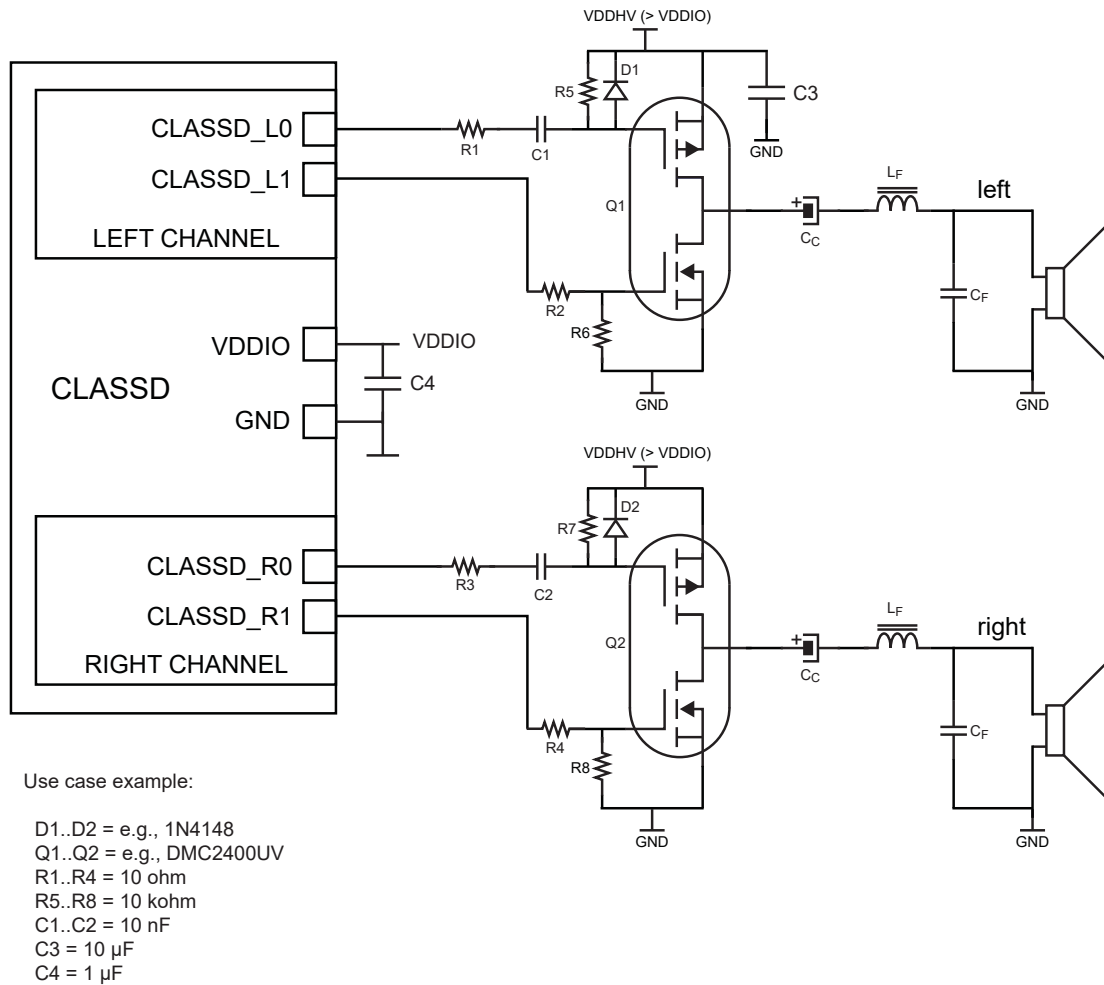 VDDHV (> VDDIO)
D1
R5
C3
CLASSD_L0
R1
C1
GND
CLASSD_L1
LF
left
Q1
LEFT CHANNEL
+
CC
CF
R2
R6
VDDIO
VDDIO
CLASSD
C4
GND
GND
GND
VDDHV (> VDDIO)
D2
R7
CLASSD_R0
R3
C2
CLASSD_R1
LF
right
Q2
RIGHT CHANNEL
+
CC
CF
R4
R8
GND
GND
Use case example:
D1..D2 = e.g., 1N4148
Q1..Q2 = e.g., DMC2400UV
R1..R4 = 10 ohm
R5..R8 = 10 kohm
C1..C2 = 10 nF
C3 = 10 µF
C4 = 1 µF